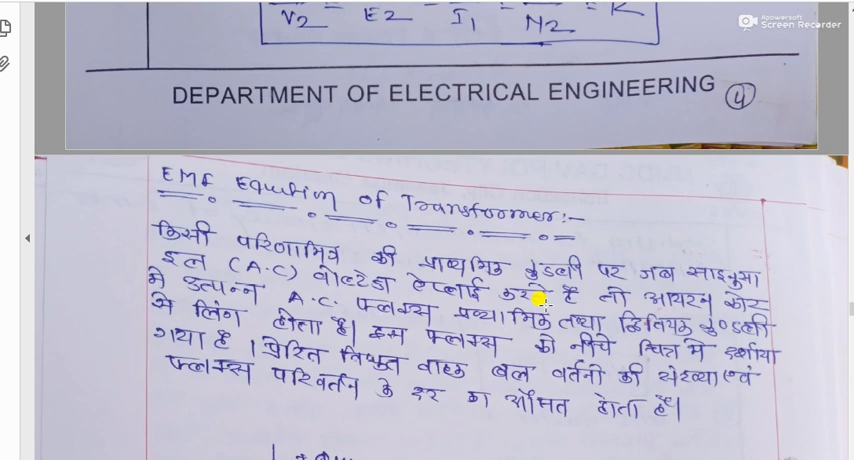 Apowersoft
Screen Recorder
V2 E2 I1 N2 = K
DEPARTMENT OF ELECTRICAL ENGINEERING 4
EMF Equation of Transformer:-
किसी परिणामित्र की प्राथमिक कुंडली पर जब साइनुसा
इल (A.C) वोल्टेज एप्लाई करते है तो आयरन कोर
मे उत्पन्न A.C. फ्लक्स प्राथमिक तथा द्वितियक कुण्डली
से लिंग होता है। इस फ्लक्स को नीचे चित्र मे दर्शाया
गया है। प्रेरित विधुत वाहक बल वर्तनो की संख्या एवं
फ्लक्स परिवर्तन के दर का औसत होता है।